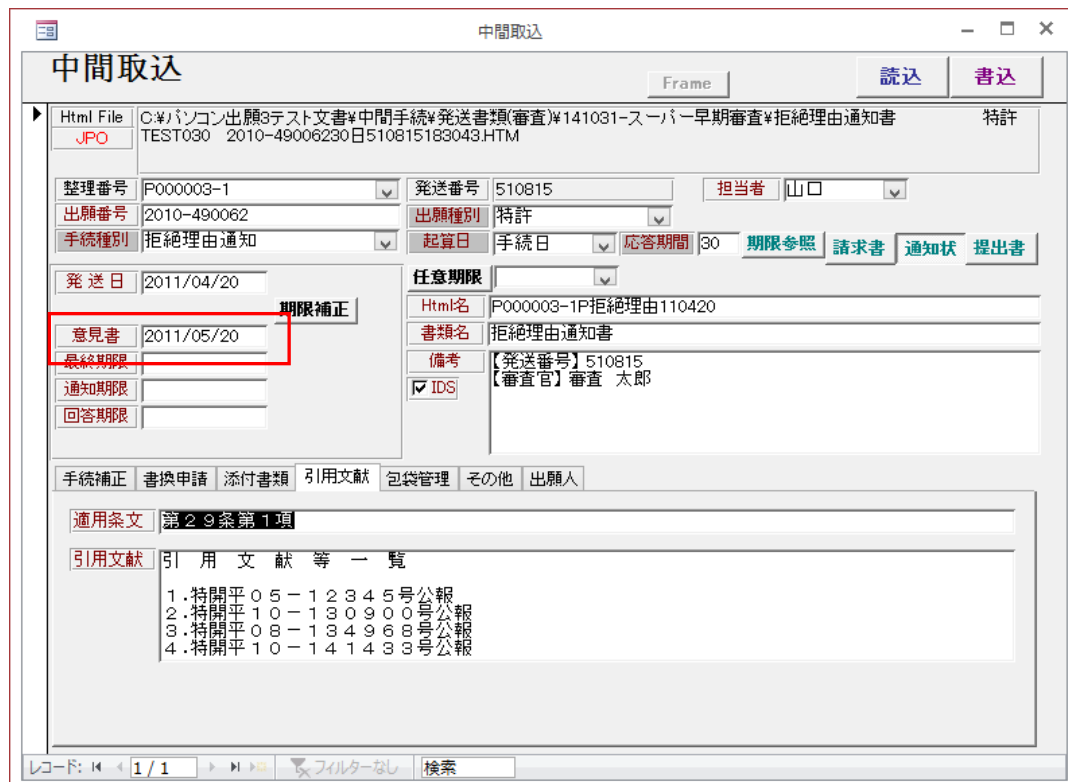 中間取込
中間取込
Frame
読込
書込
Html File
JPO
C:¥パソコン出願3テスト文書¥中間手続¥発送書類(審査)¥141031-スーパー早期審査¥拒絶理由通知書
TEST030 2010-49006230日510815183043.HTM
特許
整理番号 P000003-1 発送番号 510815 担当者 山口
出願番号 2010-490062 出願種別 特許
手続種別 拒絶理由通知 起算日 手続日 応答期間 30 期限参照 請求書 通知状 提出書
発送日 2011/04/20 任意期限
期限補正 Html名 P000003-1P拒絶理由110420
意見書 2011/05/20 書類名 拒絶理由通知書
最終期限 備考 【発送番号】510815
【審査官】審査 太郎
通知期限 IDS
回答期限
手続補正 書換申請 添付書類 引用文献 包袋管理 その他 出願人
適用条文 第29条第1項
引用文献 引 用 文 献 等 一 覧
1.特開平05-12345号公報
2.特開平10-130900号公報
3.特開平08-134968号公報
4.特開平10-141433号公報
レコード: 1 / 1 フィルターなし 検索